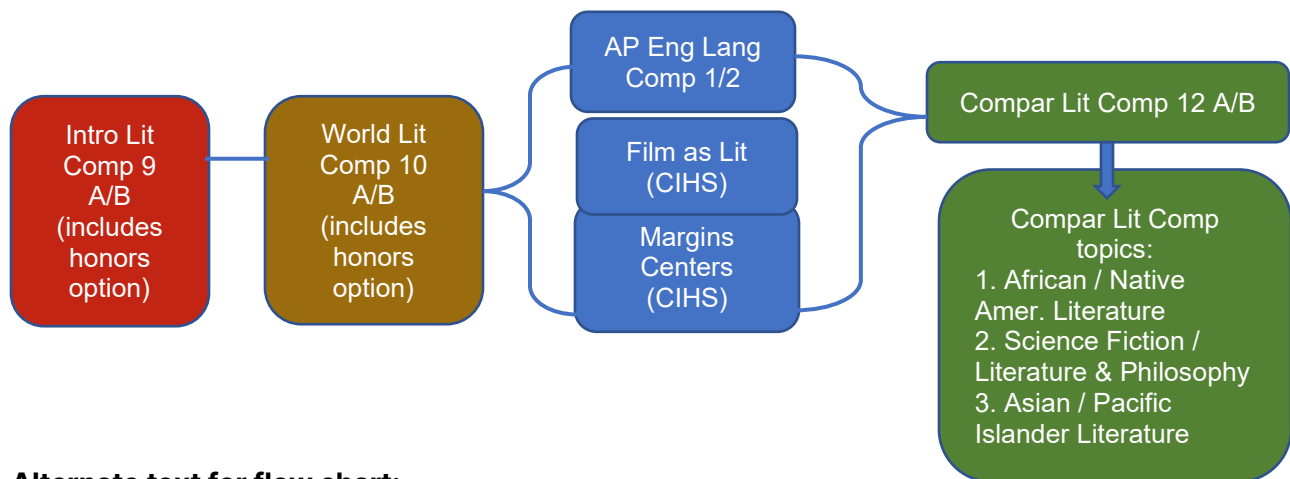 Intro Lit
Comp 9
A/B
(includes
honors
option)
World Lit
Comp 10
A/B
(includes
honors
option)
AP Eng Lang
Comp 1/2
Film as Lit
(CIHS)
Margins
Centers
(CIHS)
Compar Lit Comp 12 A/B
Compar Lit Comp
topics:
1. African / Native
Amer. Literature
2. Science Fiction /
Literature & Philosophy
3. Asian / Pacific
Islander Literature
Alternate text for flow chart: